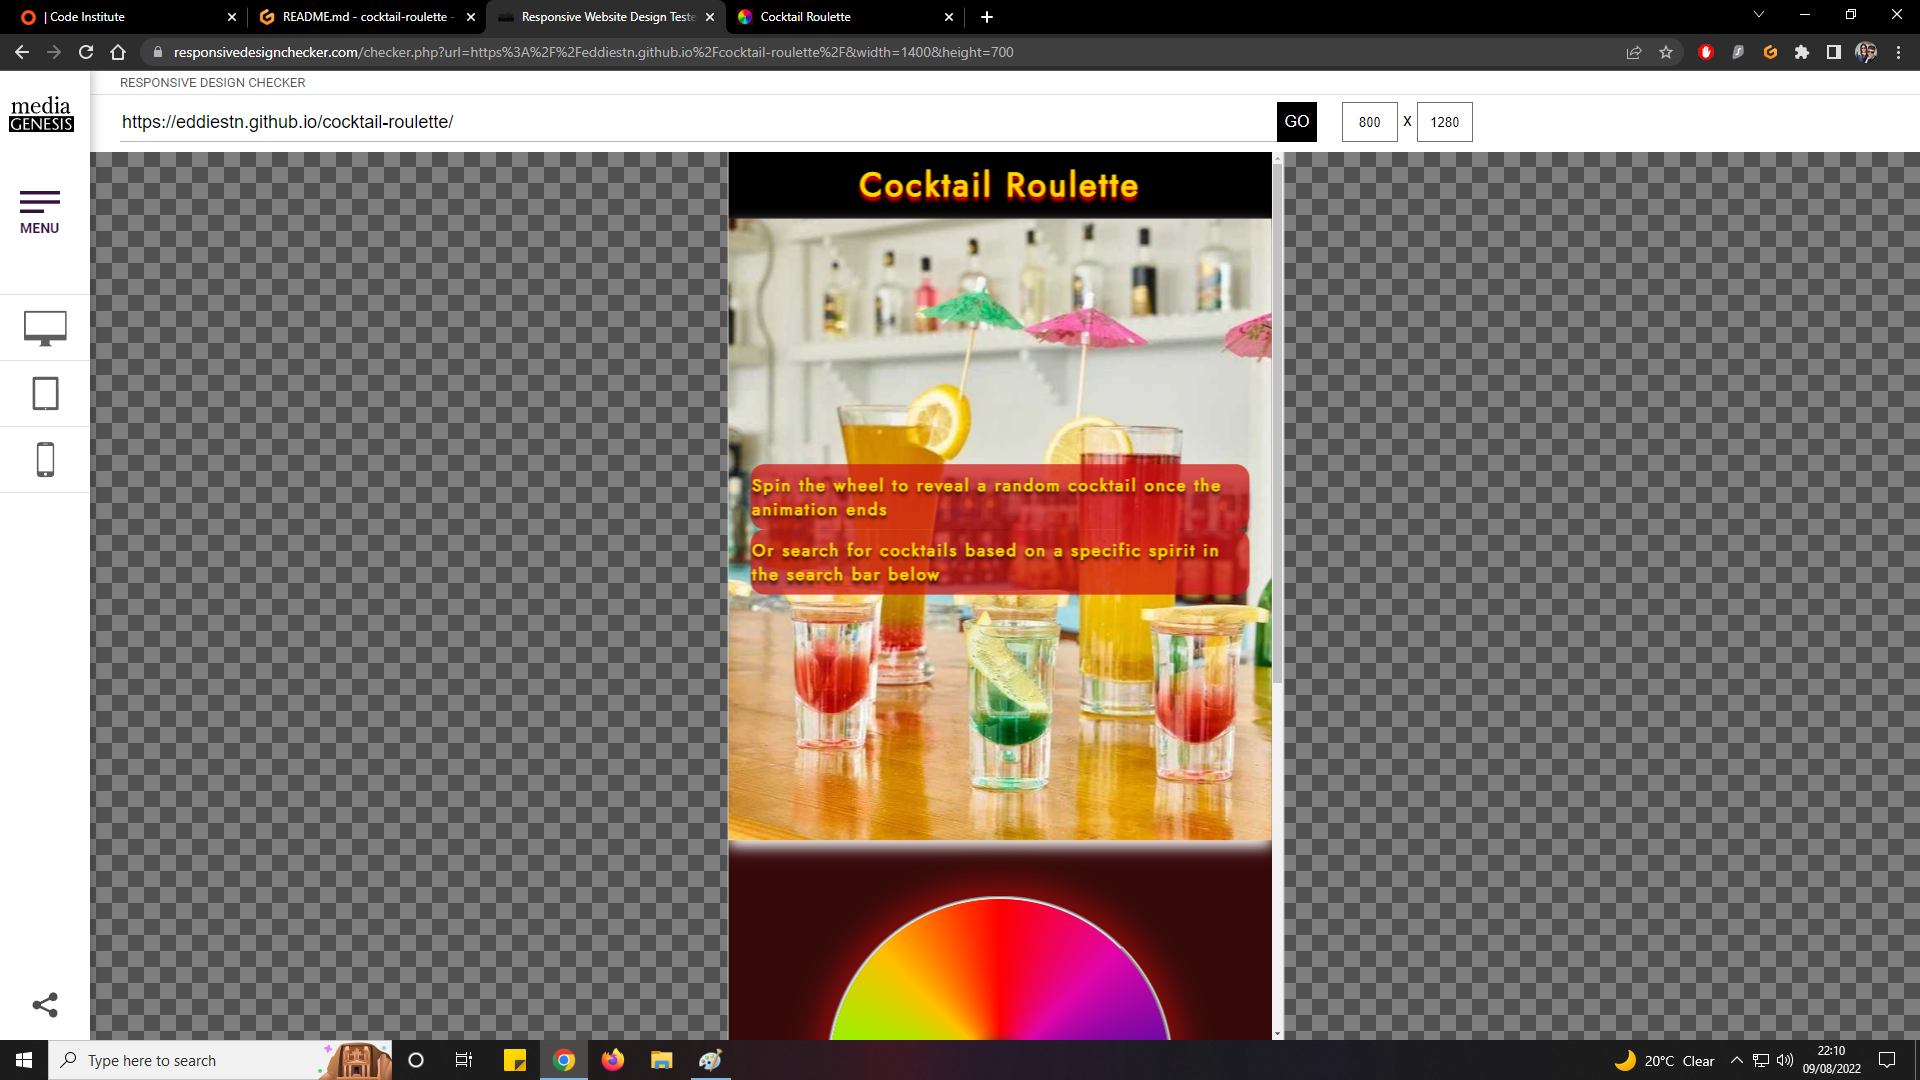 | Code Institute
README.md - cocktail-roulette -
Responsive Website Design Teste
Cocktail Roulette
responsivedesignchecker.com/checker.php?url=https%3A%2F%2Feddiestn.github.io%2Fcocktail-roulette%2F&width=1400&height=700
RESPONSIVE DESIGN CHECKER
media
GENESIS
https://eddiestn.github.io/cocktail-roulette/
GO
800
X
1280
MENU
Cocktail Roulette
Spin the wheel to reveal a random cocktail once the
animation ends
Or search for cocktails based on a specific spirit in
the search bar below
Type here to search
20°C Clear
22:10
09/08/2022